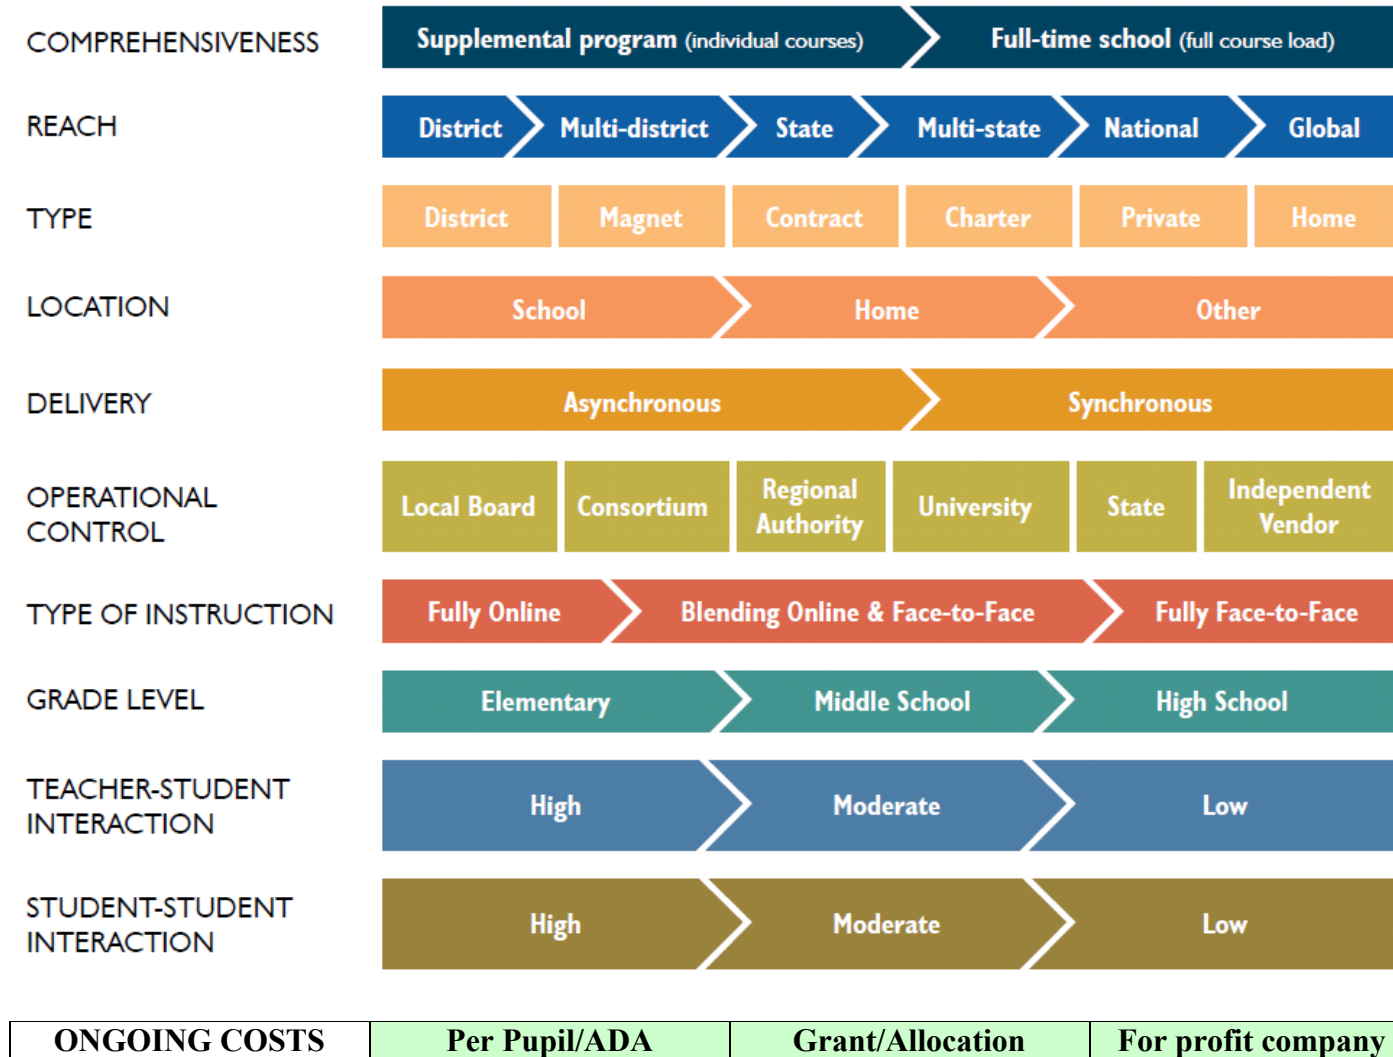 COMPREHENSIVENESS Supplemental program (individual courses) Full-time school (full course load)
REACH District Multi-district State Multi-state National Global
TYPE District Magnet Contract Charter Private Home
LOCATION School Home Other
DELIVERY Asynchronous Synchronous
OPERATIONAL CONTROL Local Board Consortium Regional Authority University State Independent Vendor
TYPE OF INSTRUCTION Fully Online Blending Online & Face-to-Face Fully Face-to-Face
GRADE LEVEL Elementary Middle School High School
TEACHER-STUDENT INTERACTION High Moderate Low
STUDENT-STUDENT INTERACTION High Moderate Low
ONGOING COSTS Per Pupil/ADA Grant/Allocation For profit company